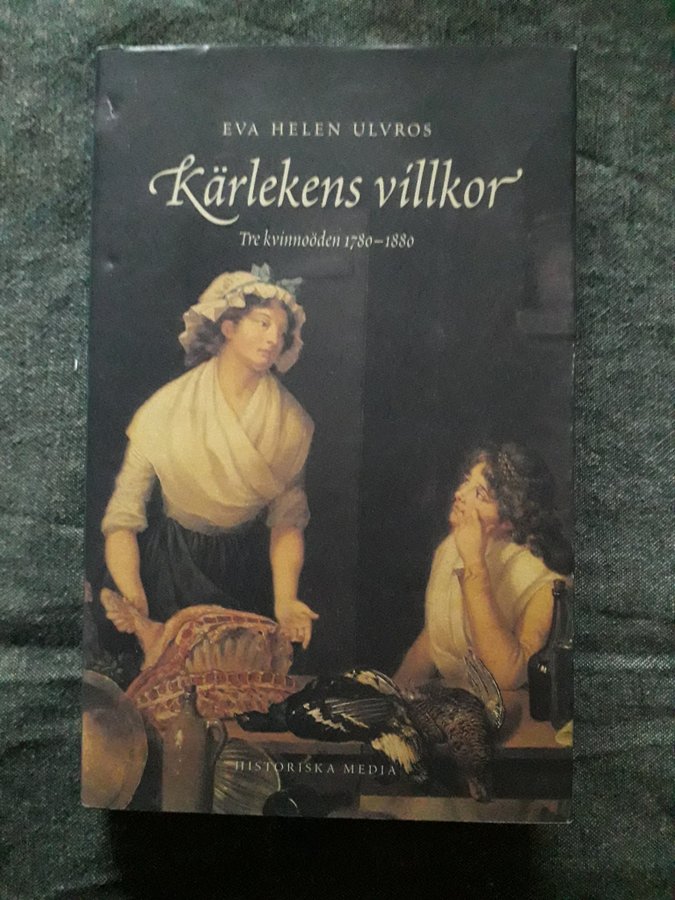 EVA HELEN ULVROS
Kärlekens villkor
Tre kvinnoöden 1780–1880
HISTORISKA MEDIA